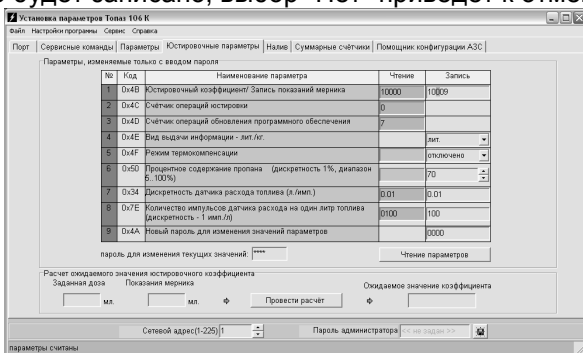 будет записано, выбор "Нет" приведет к отме
Установка параметров Топаз 106 К
Файл Настройки программы Сервис Справка
Порт Сервисные команды Параметры Юстировочные параметры Налив Суммарные счётчики Помощник конфигурации АЗС
Параметры, изменяемые только с вводом пароля
№ Код Наименование параметра Чтение Запись
1 0x4B Юстировочный коэффициент/ Запись показаний мерника 10000 10009
2 0x4C Счётчик операций юстировки 0
3 0x4D Счётчик операций обновления программного обеспечения 7
4 0x4E Вид выдачи информации - лит./кг. лит.
5 0x4F Режим термокомпенсации отключено
6 0x50 Процентное содержание пропана (дискретность 1%, диапазон 5..100%) 70
7 0x34 Дискретность датчика расхода топлива (л./имп.) 0.01 0.01
8 0x7E Количество импульсов датчика расхода на один литр топлива (дискретность - 1 имп./л) 0100 100
9 0x4A Новый пароль для изменения значений параметров 0000
пароль для изменения текущих значений: **** Чтение параметров
Расчет ожидаемого значения юстировочного коэффициента
Заданная доза Показания мерника Ожидаемое значение коэффициента
мл. мл. Провести расчёт
Сетевой адрес(1-225) 1 Пароль администратора << не задан >>
параметры считаны